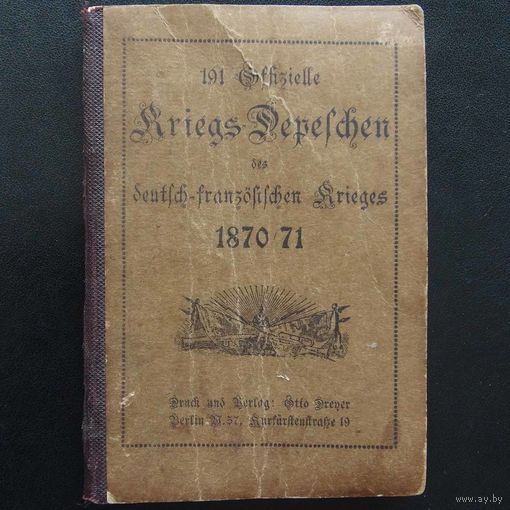 191 Offizielle
Kriegs-Depeschen
des
deutsch-französischen Krieges
1870/71
Druck und Verlag: Otto Dreyer
Berlin W. 57, Kurfürstenstraße 19
www.ay.by